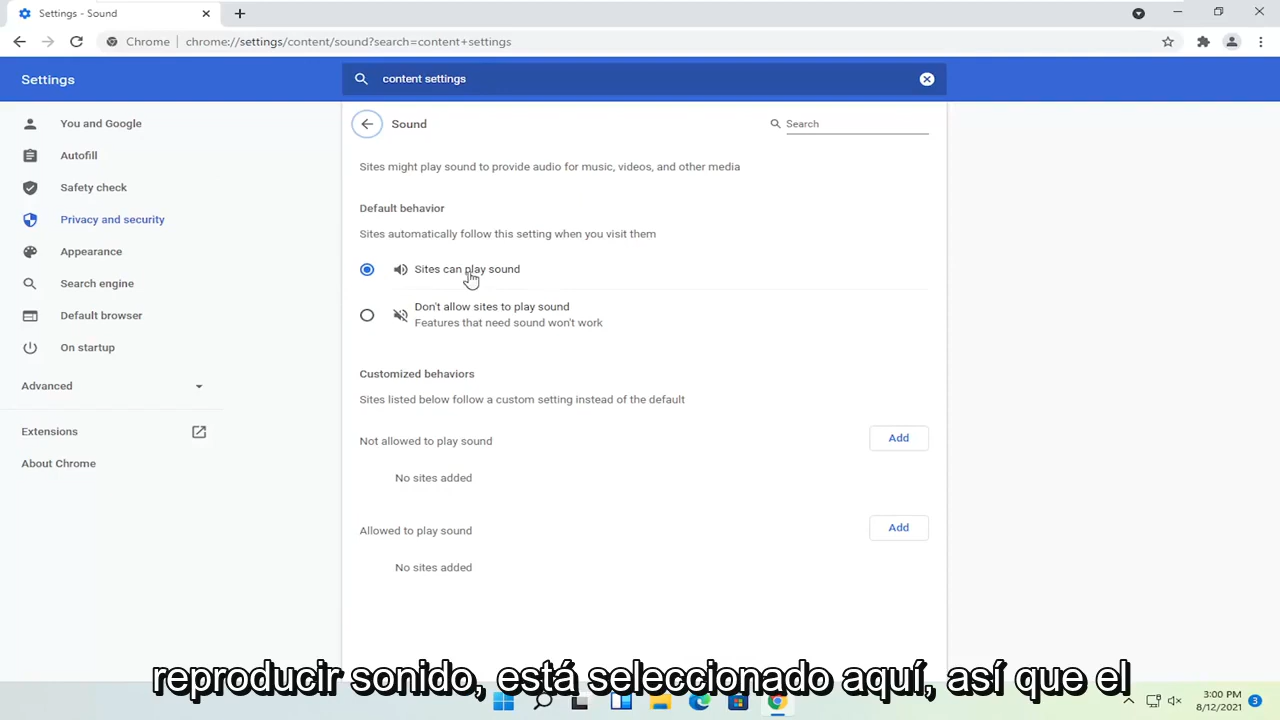 Settings - Sound
Chrome
chrome://settings/content/sound?search=content+settings
Settings
content settings
You and Google
Autofill
Safety check
Privacy and security
Appearance
Search engine
Default browser
On startup
Advanced
Extensions
About Chrome
Sound
Search
Sites might play sound to provide audio for music, videos, and other media
Default behavior
Sites automatically follow this setting when you visit them
Sites can play sound
Don't allow sites to play sound
Features that need sound won't work
Customized behaviors
Sites listed below follow a custom setting instead of the default
Not allowed to play sound
Add
No sites added
Allowed to play sound
Add
No sites added
reproducir sonido, está seleccionado aquí, así que el
3:00 PM
8/12/2021
3